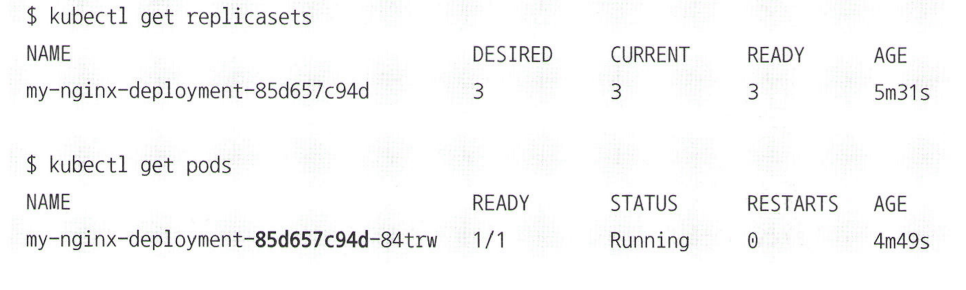 $ kubectl get replicasets
NAME DESIRED CURRENT READY AGE
my-nginx-deployment-85d657c94d 3 3 3 5m31s
$ kubectl get pods
NAME READY STATUS RESTARTS AGE
my-nginx-deployment-85d657c94d-84trw 1/1 Running 0 4m49s